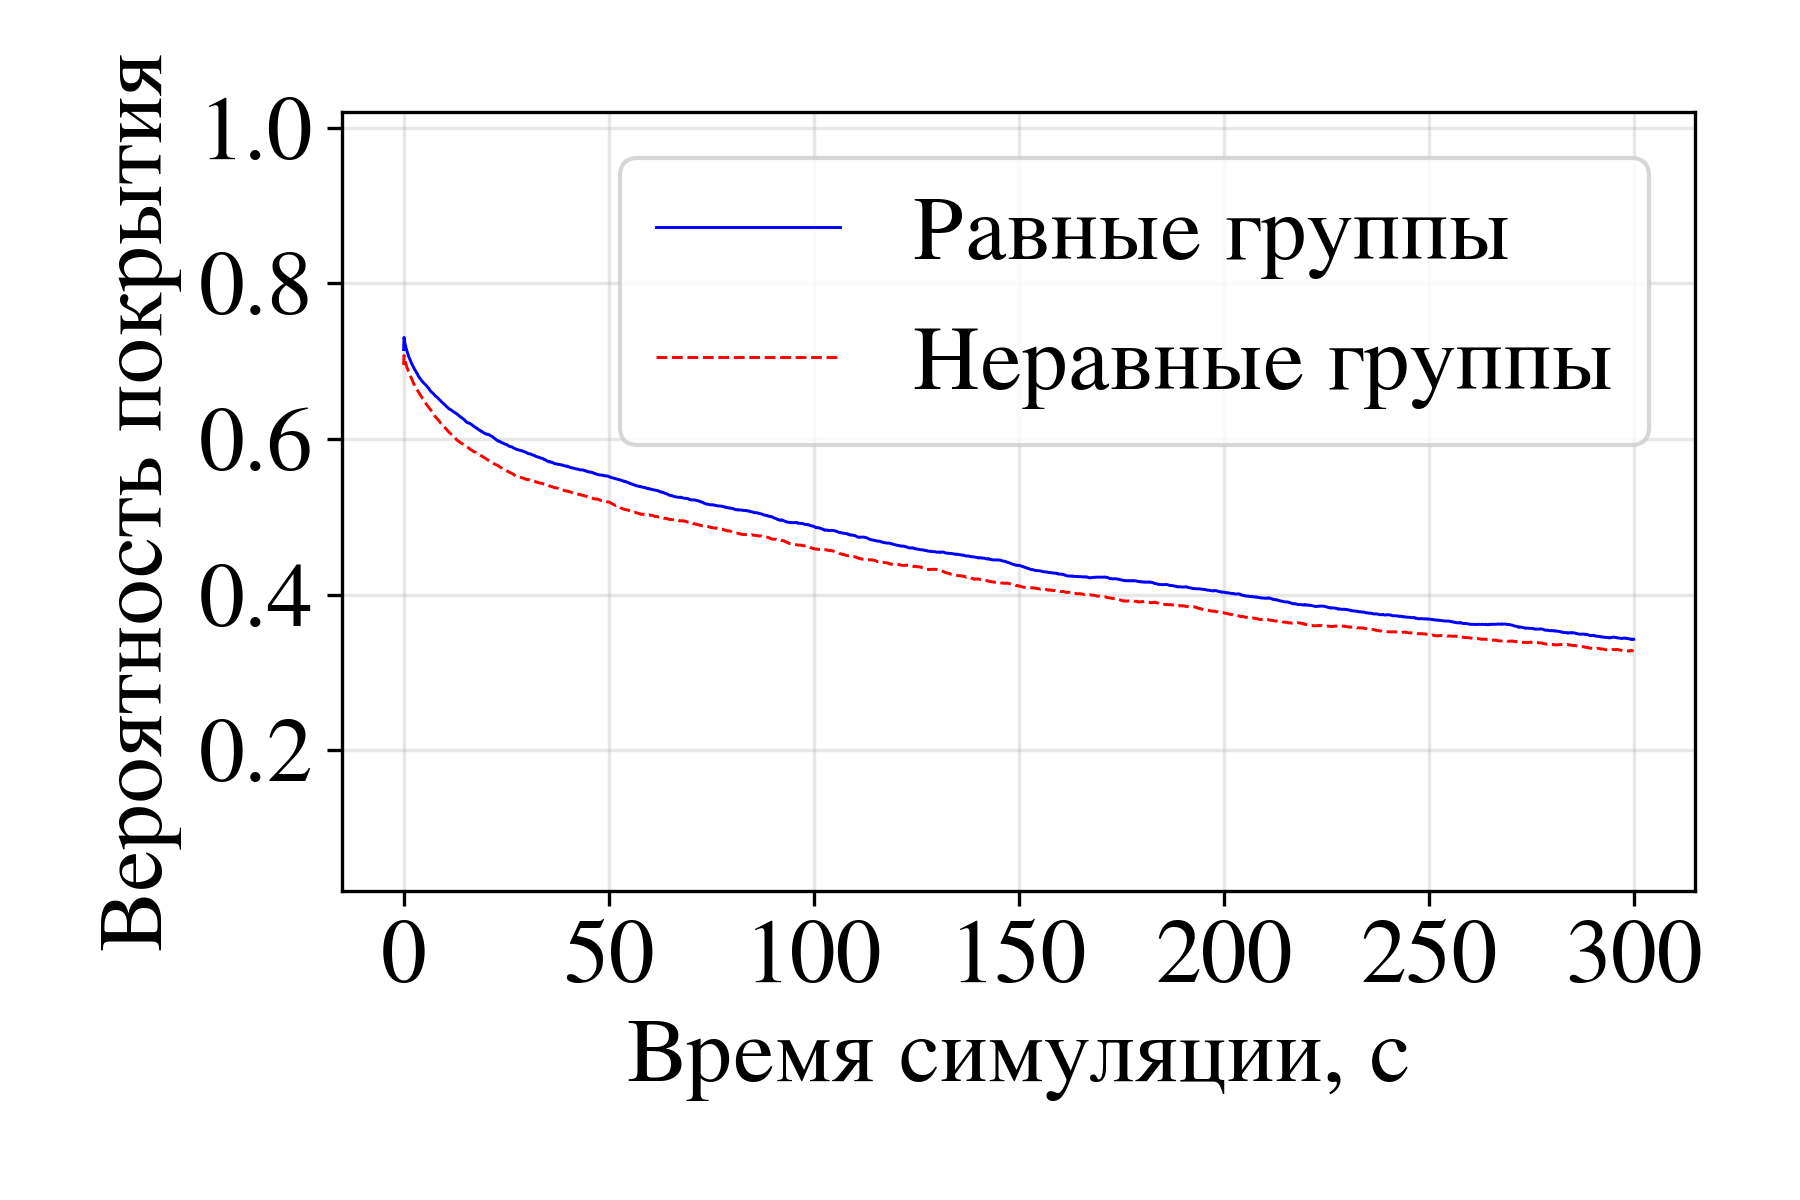 Вероятность покрытия
1.0
0.8
0.6
0.4
0.2
Равные группы
Неравные группы
0 50 100 150 200 250 300
Время симуляции, с